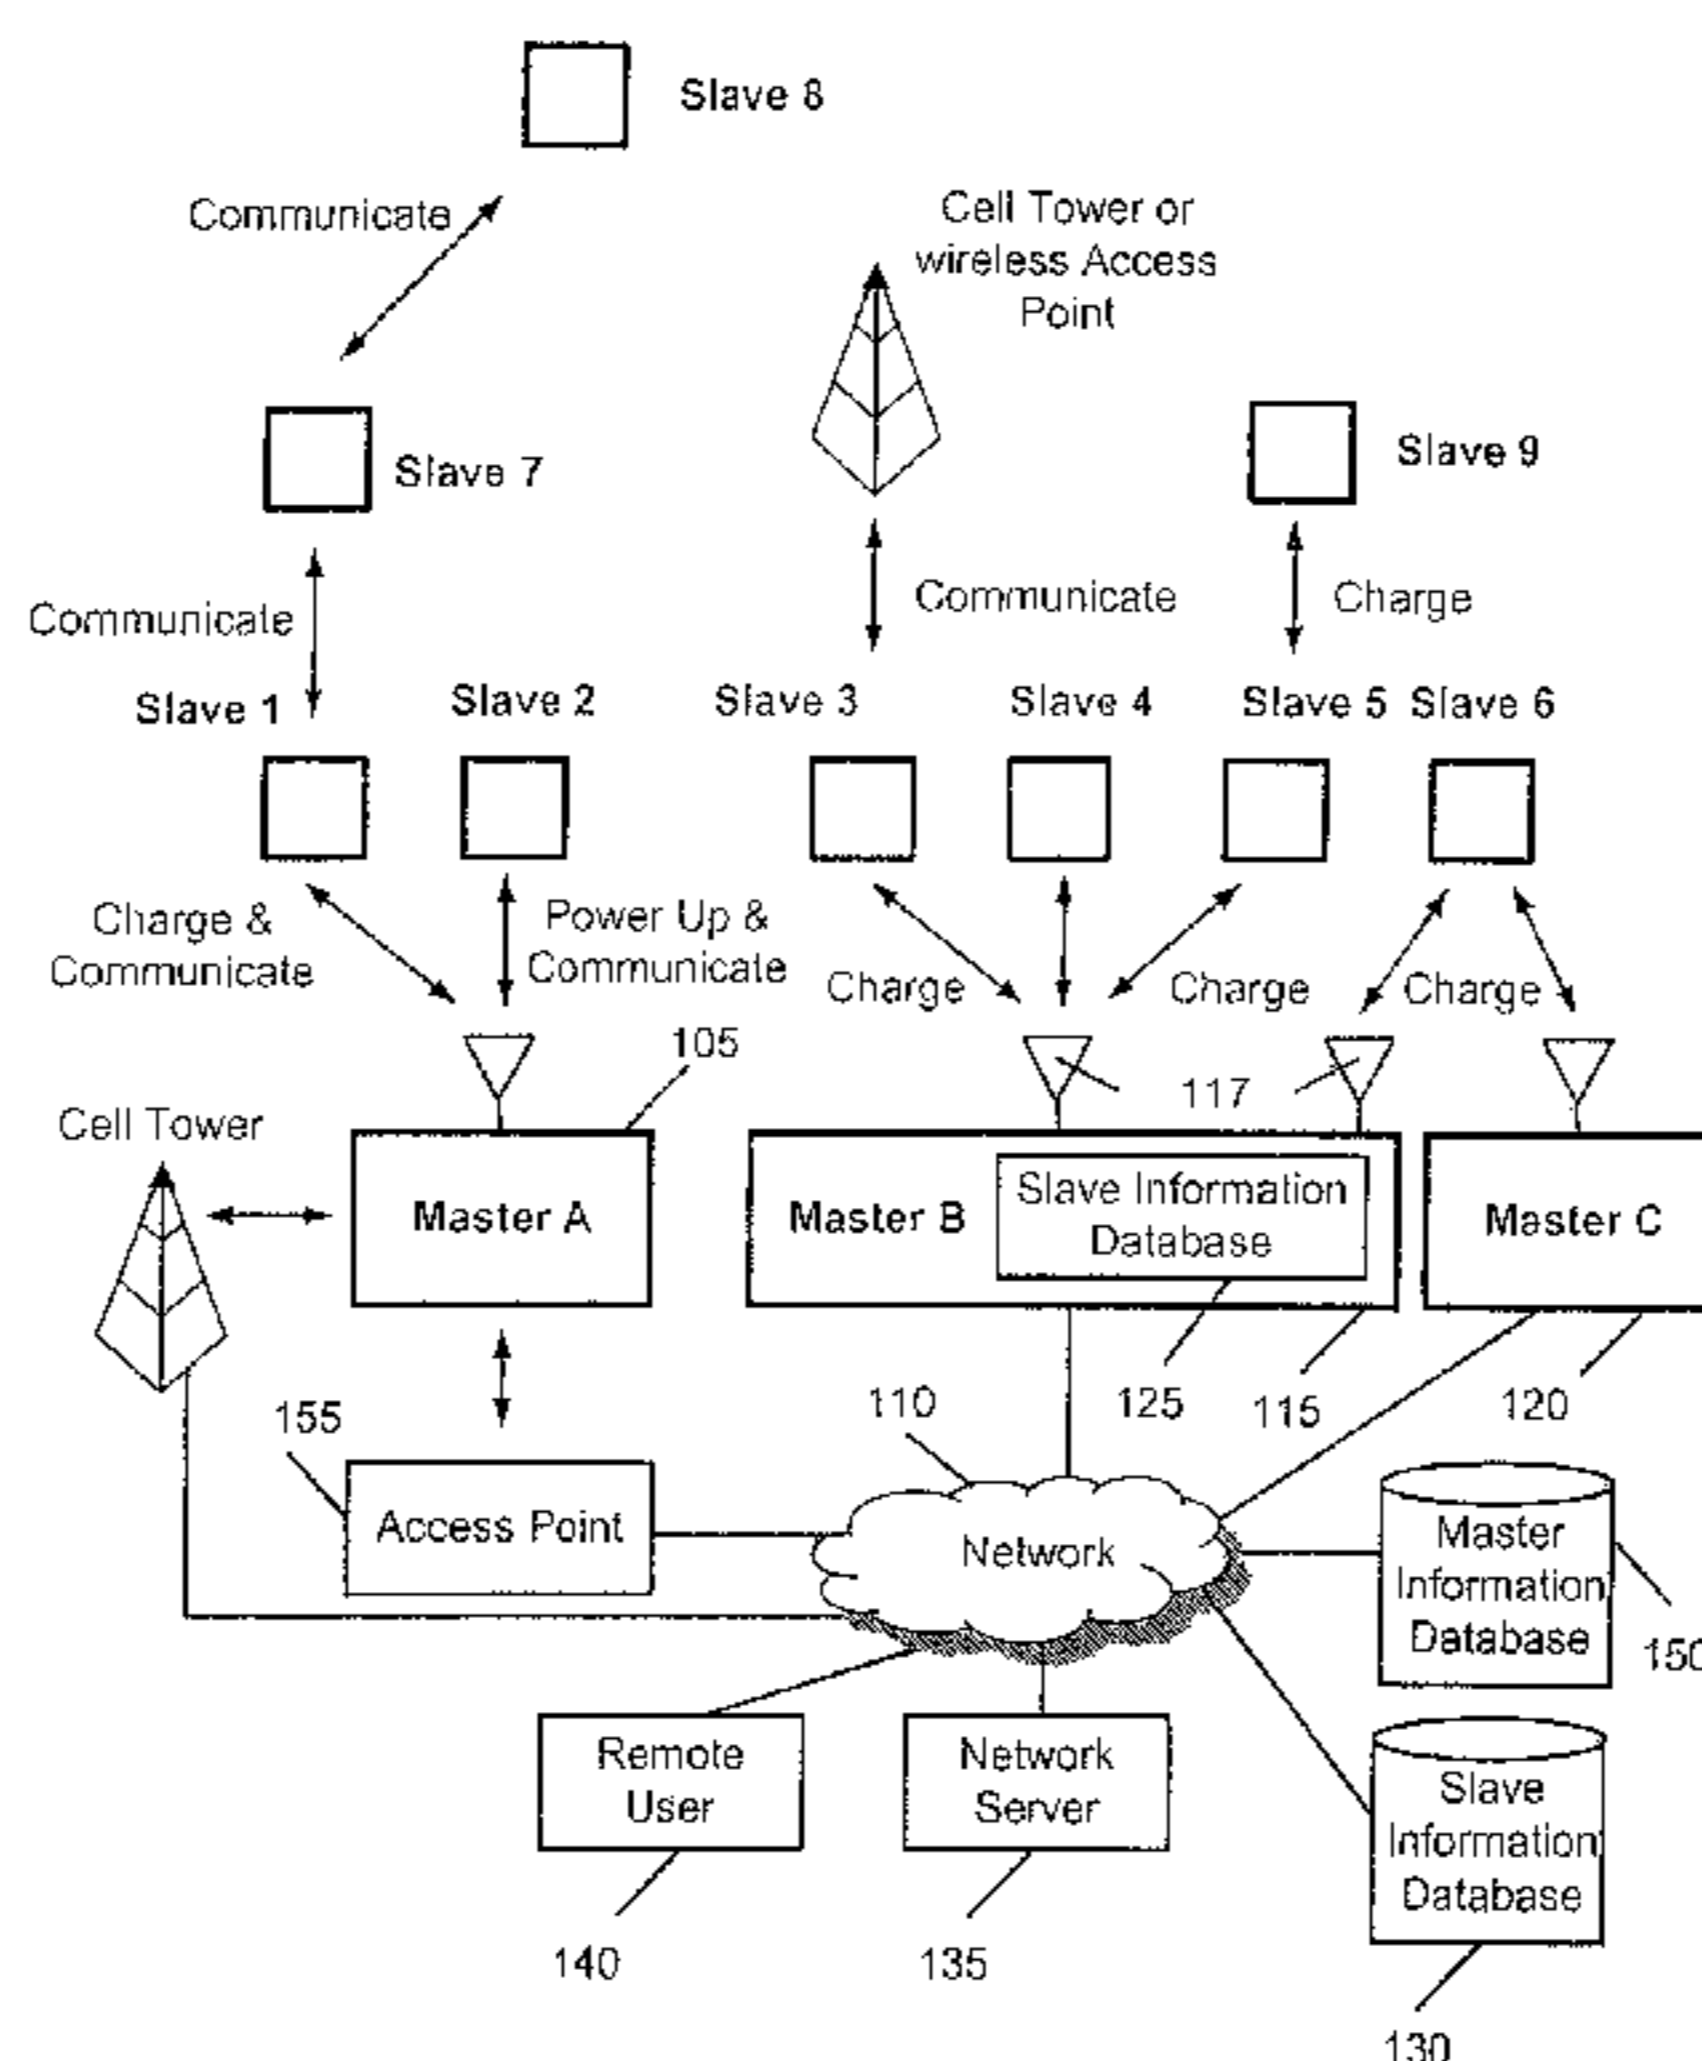 Slave 8
Communicate
Cell Tower or
wireless Access
Point
Slave 7
Slave 9
Communicate
Communicate
Charge
Slave 1
Slave 2
Slave 3
Slave 4
Slave 5
Slave 6
Charge &
Communicate
Power Up &
Communicate
Charge
Charge
Charge
105
117
Cell Tower
Master A
Master B
Slave Information
Database
Master C
155
110
125
115
120
Access Point
Network
Master
Information
Database
150
Remote
User
Network
Server
Slave
Information
Database
140
135
130